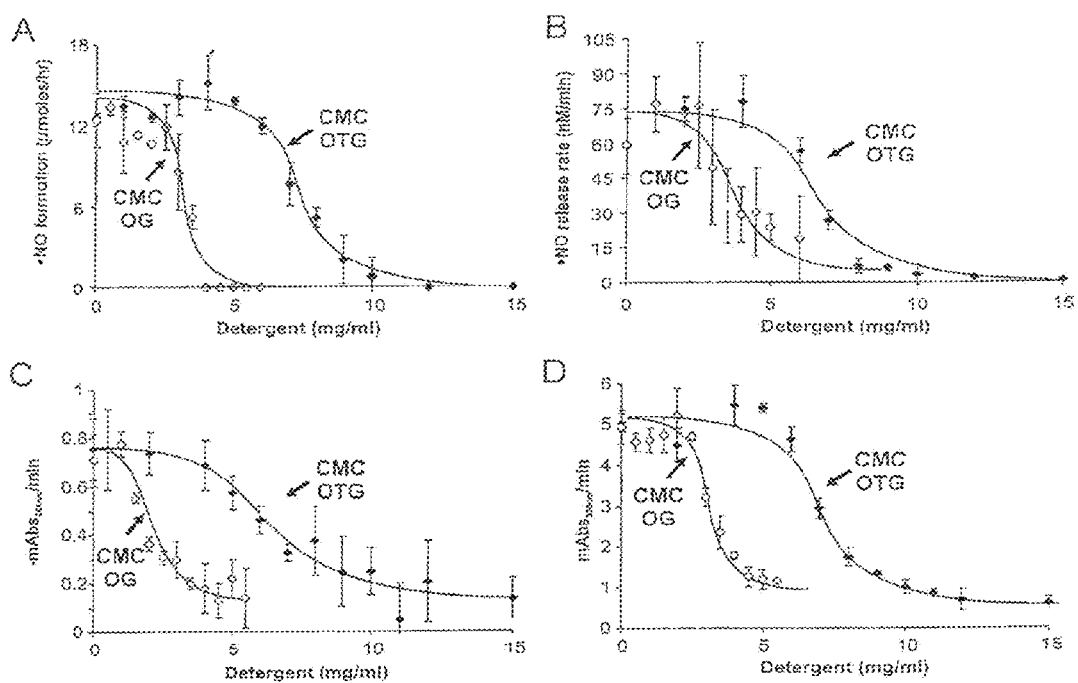 A
•NO formation (µmoles/hr)
18
12
6
0
CMC
OTG
CMC
OG
0 5 10 15
Detergent (mg/ml)
B
•NO release rate (nM/min)
105
90
75
60
45
30
15
0
CMC
OTG
CMC
OG
0 5 10 15
Detergent (mg/ml)
C
-mAbs /min
1
0.8
0.6
0.4
0.2
0
CMC
OTG
CMC
OG
0 5 10 15
Detergent (mg/ml)
D
mAbs /min
6
5
4
3
2
1
0
CMC
OTG
CMC
OG
0 5 10 15
Detergent (mg/ml)